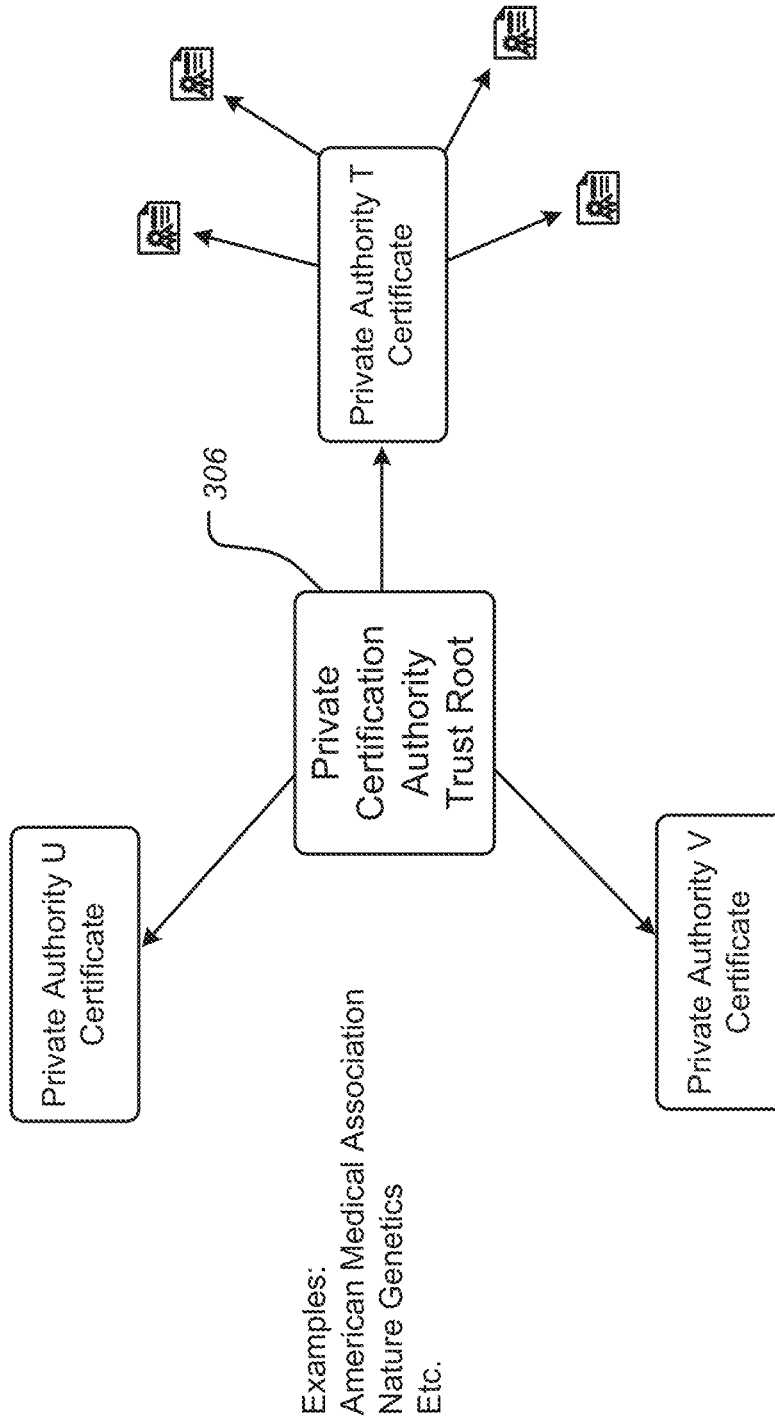 Private Authority U
Certificate
Examples:
American Medical Association
Nature Genetics
Etc.
306
Private
Certification
Authority
Trust Root
Private Authority T
Certificate
Private Authority V
Certificate